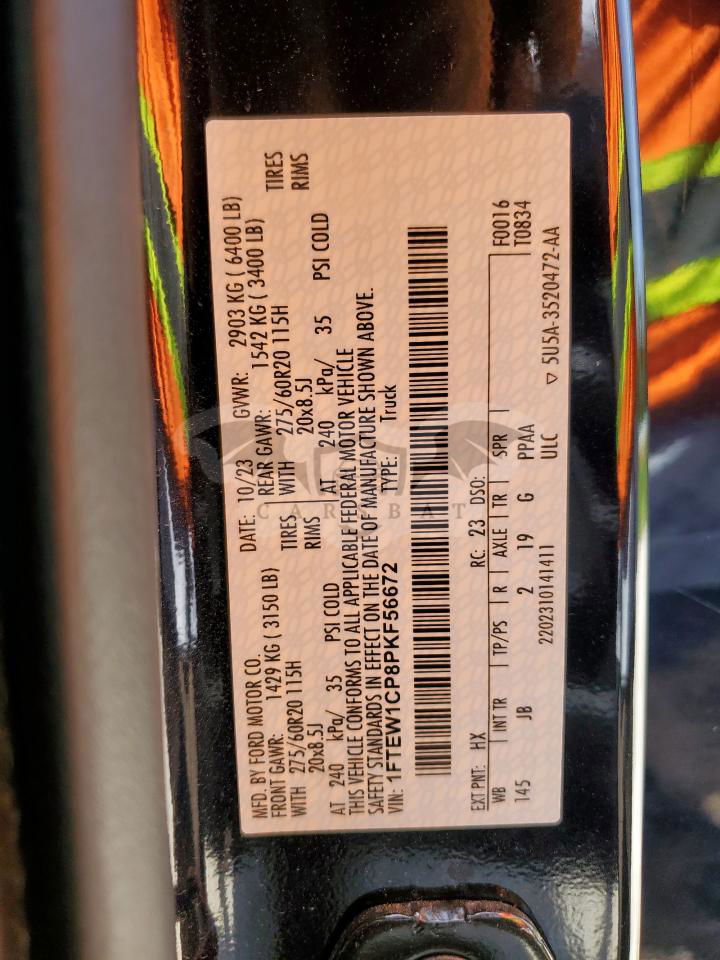 MFD. BY FORD MOTOR CO. DATE: 10/23 GVWR: 2903 KG ( 6400 LB)
FRONT GAWR: 1429 KG ( 3150 LB) REAR GAWR: 1542 KG ( 3400 LB)
WITH 275/60R20 115H TIRES WITH 275/60R20 115H TIRES
20x8.5J RIMS 20x8.5J RIMS
AT 240 kPa/ 35 PSI COLD AT 240 kPa/ 35 PSI COLD
THIS VEHICLE CONFORMS TO ALL APPLICABLE FEDERAL MOTOR VEHICLE
SAFETY STANDARDS IN EFFECT ON THE DATE OF MANUFACTURE SHOWN ABOVE.
VIN: 1FTEW1CP8PKF56672 TYPE: Truck
EXT PNT: HX RC: 23 DSO: F0016
WB INT TR TP/PS R AXLE TR SPR T0834
145 JB 2 19 G PPAA
2202310141411 ULC ▽ 5U5A-3520472-AA
CAR BAT